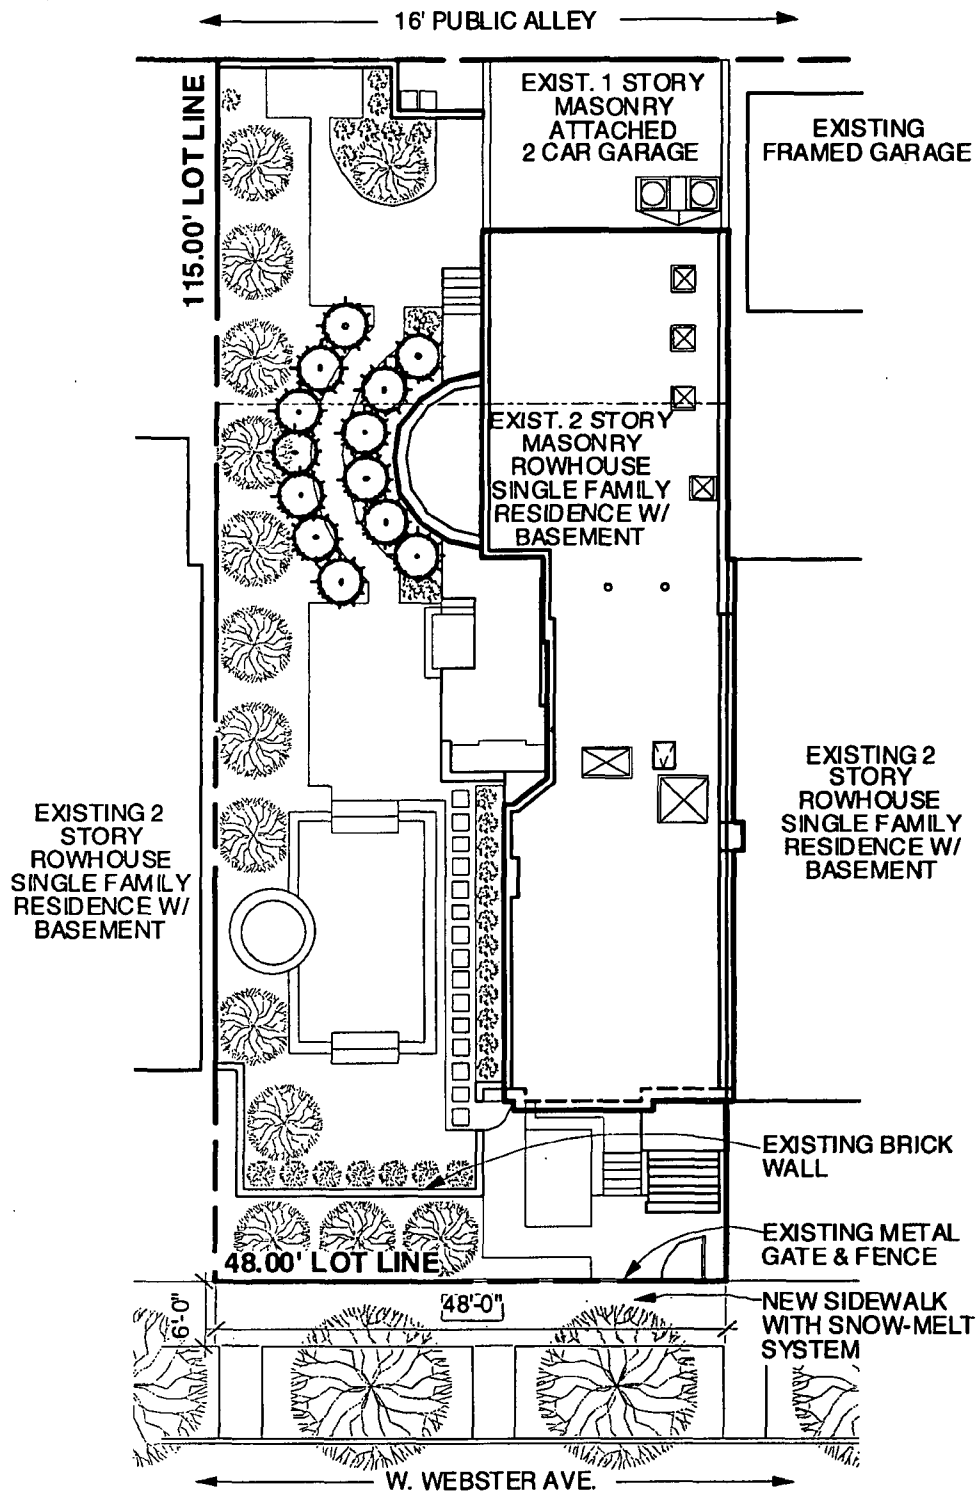 16' PUBLIC ALLEY
115.00' LOT LINE
EXIST. 1 STORY
MASONRY
ATTACHED
2 CAR GARAGE
EXISTING
FRAMED GARAGE
EXIST. 2 STORY
MASONRY
ROWHOUSE
SINGLE FAMILY
RESIDENCE W/
BASEMENT
EXISTING 2
STORY
ROWHOUSE
SINGLE FAMILY
RESIDENCE W/
BASEMENT
EXISTING 2
STORY
ROWHOUSE
SINGLE FAMILY
RESIDENCE W/
BASEMENT
EXISTING BRICK
WALL
EXISTING METAL
GATE & FENCE
48.00' LOT LINE
6'-0"
48'-0"
NEW SIDEWALK
WITH SNOW-MELT
SYSTEM
W. WEBSTER AVE.